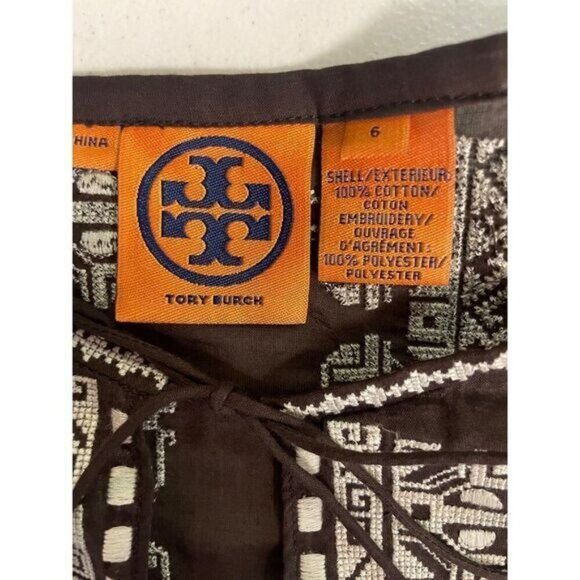 HINA
TORY BURCH
6
SHELL/EXTERIEUR:
100% COTTON/
COTON
EMBROIDERY/
OUVRAGE
D'AGRÉMENT:
100% POLYESTER/
POLYESTER